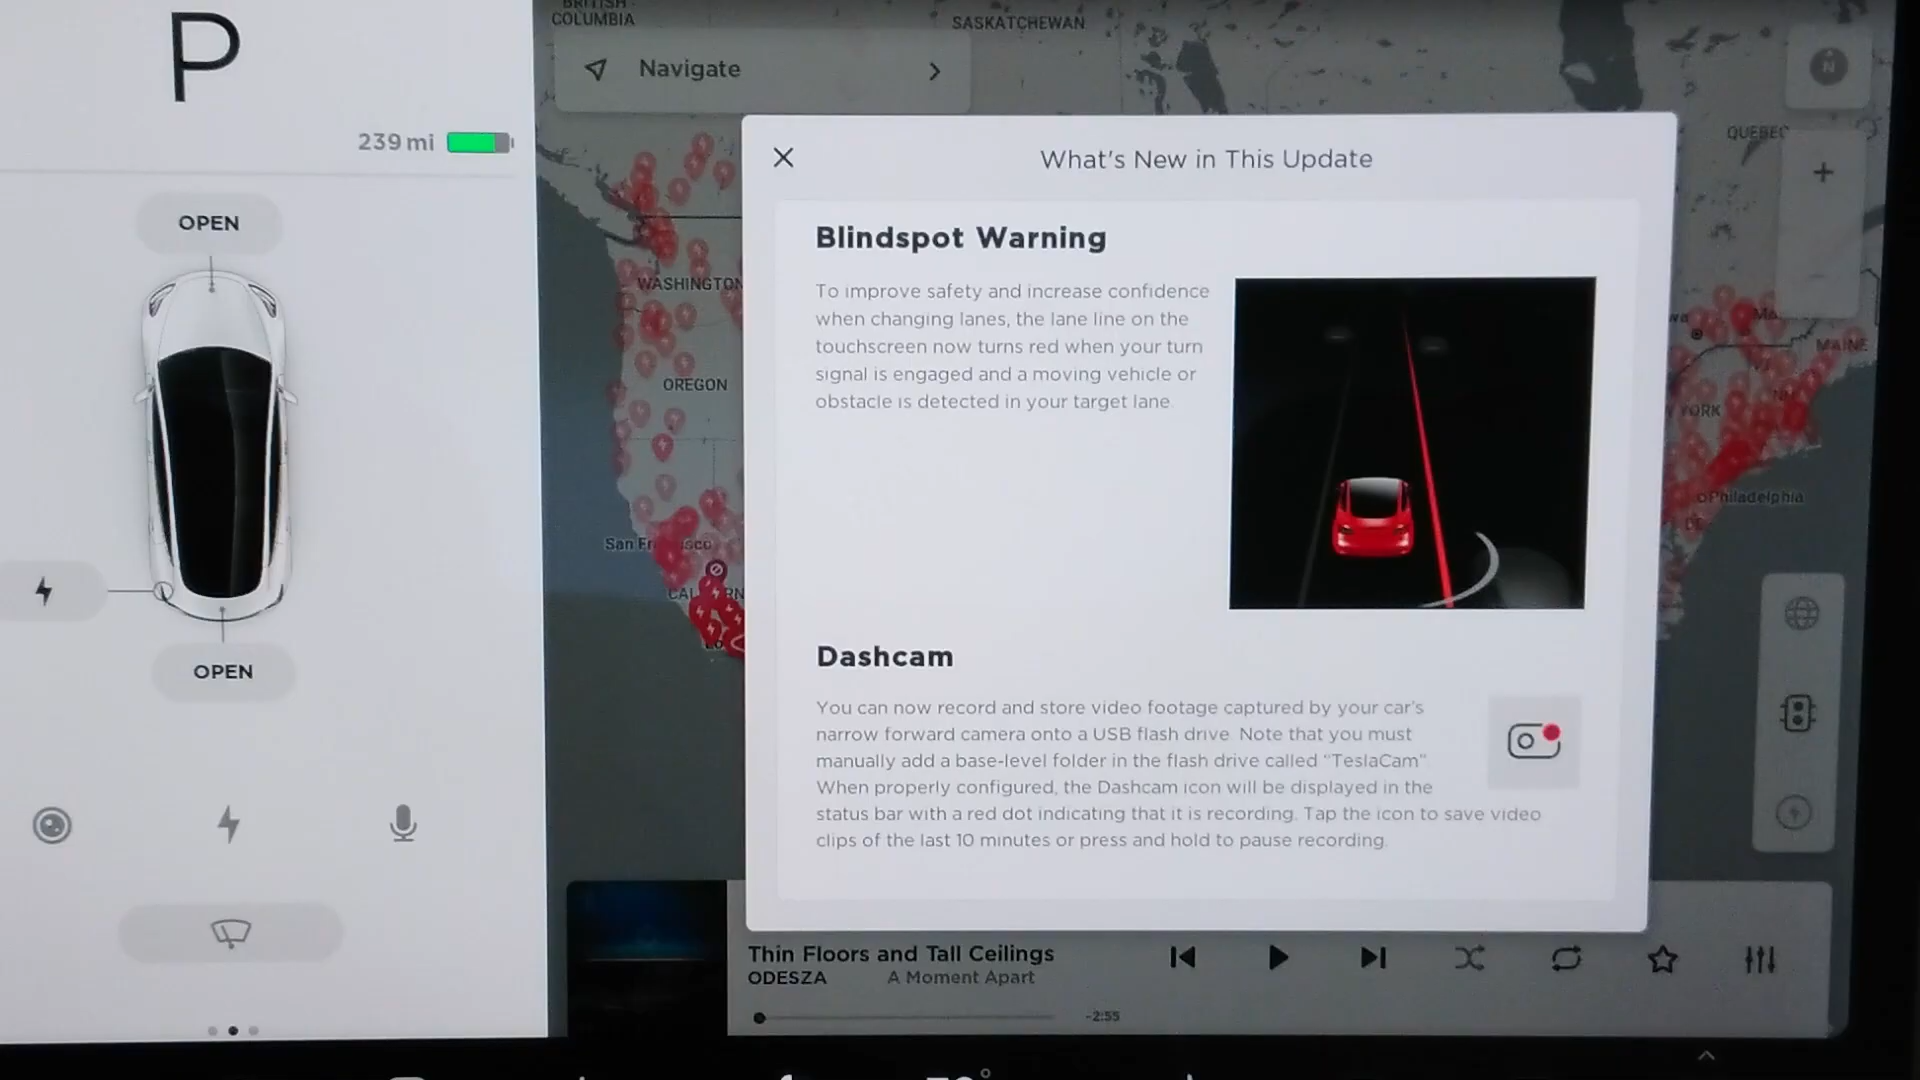 P
239 mi
OPEN
OPEN
BRITISH
COLUMBIA
SASKATCHEWAN
Navigate
N
QUEBEC
WASHINGTON
OREGON
MAINE
YORK
Philadelphia
What's New in This Update
Blindspot Warning
To improve safety and increase confidence
when changing lanes, the lane line on the
touchscreen now turns red when your turn
signal is engaged and a moving vehicle or
obstacle is detected in your target lane.
Dashcam
You can now record and store video footage captured by your car's
narrow forward camera onto a USB flash drive. Note that you must
manually add a base-level folder in the flash drive called “TeslaCam”.
When properly configured, the Dashcam icon will be displayed in the
status bar with a red dot indicating that it is recording. Tap the icon to save video
clips of the last 10 minutes or press and hold to pause recording.
Thin Floors and Tall Ceilings
ODESZA A Moment Apart
-2:55